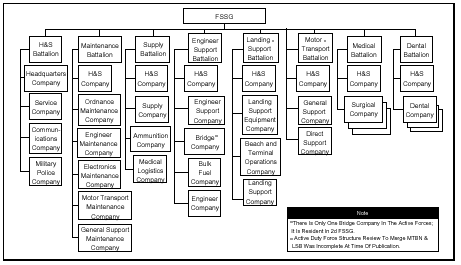 FSSG
H&S
Battalion
Headquarters
Company
Service
Company
Commun-
ications
Company
Military
Police
Company
Maintenance
Battalion
H&S
Company
Ordnance
Maintenance
Company
Engineer
Maintenance
Company
Electronics
Maintenance
Company
Motor Transport
Maintenance
Company
General Support
Maintenance
Company
Supply
Battalion
H&S
Company
Supply
Company
Ammunition
Company
Medical
Logistics
Company
Engineer
Support
Battalion
H&S
Company
Engineer
Support
Company
Bridge**
Company
Bulk
Fuel
Company
Engineer
Company
Landing *
Support
Battalion
H&S
Company
Landing
Support
Equipment
Company
Beach and
Terminal
Operations
Company
Landing
Support
Company
Motor *
Transport
Battalion
H&S
Company
General
Support
Company
Direct
Support
Company
Medical
Battalion
H&S
Company
Surgical
Company
Dental
Battalion
H&S
Company
Dental
Company
Note
**There Is Only One Bridge Company In The Active Forces;
It Is Resident in 2d FSSG.
* Active Duty Force Structure Review To Merge MTBN &
LSB Was Incomplete At Time Of Publication.